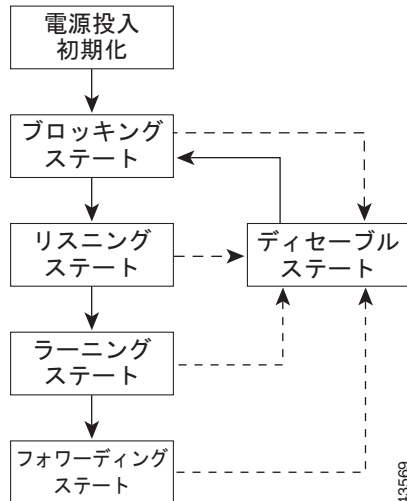 電源投入
初期化
ブロッキング
ステート
リスニング
ステート
ディセーブル
ステート
ラーニング
ステート
フォワーディング
ステート
43569